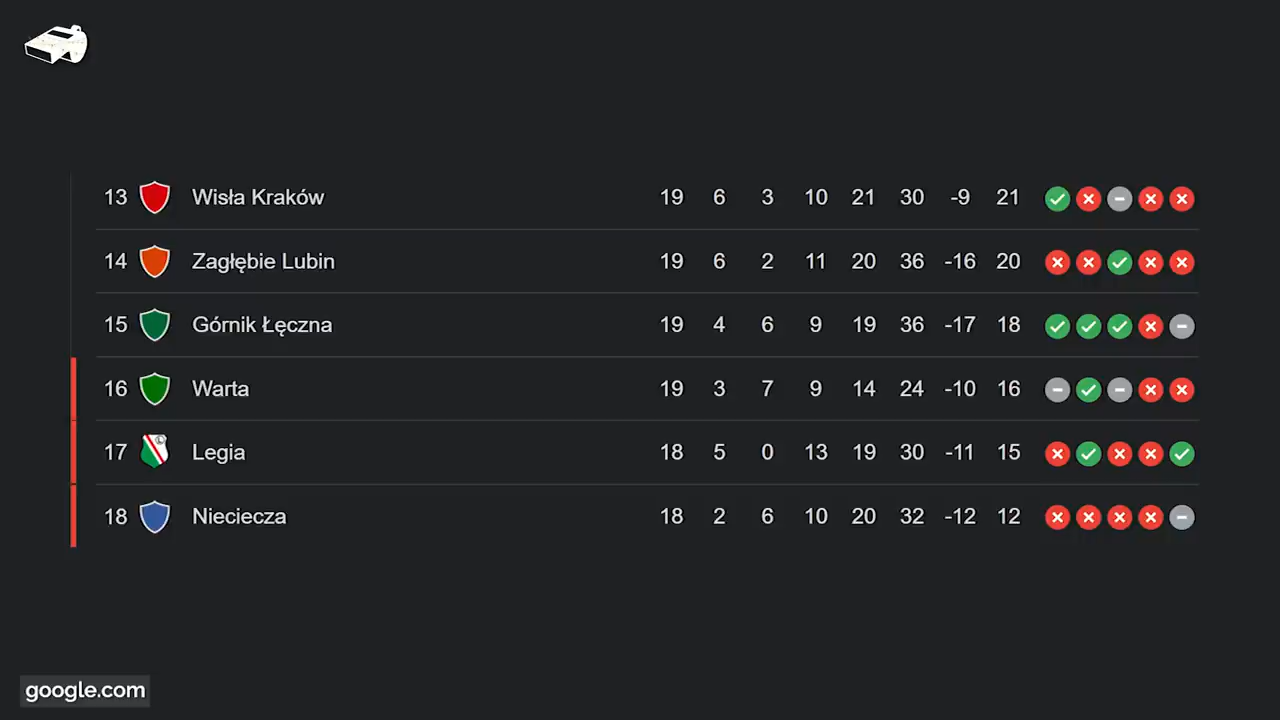 13 Wisła Kraków 19 6 3 10 21 30 -9 21
14 Zagłębie Lubin 19 6 2 11 20 36 -16 20
15 Górnik Łęczna 19 4 6 9 19 36 -17 18
16 Warta 19 3 7 9 14 24 -10 16
17 Legia 18 5 0 13 19 30 -11 15
18 Nieciecza 18 2 6 10 20 32 -12 12
google.com